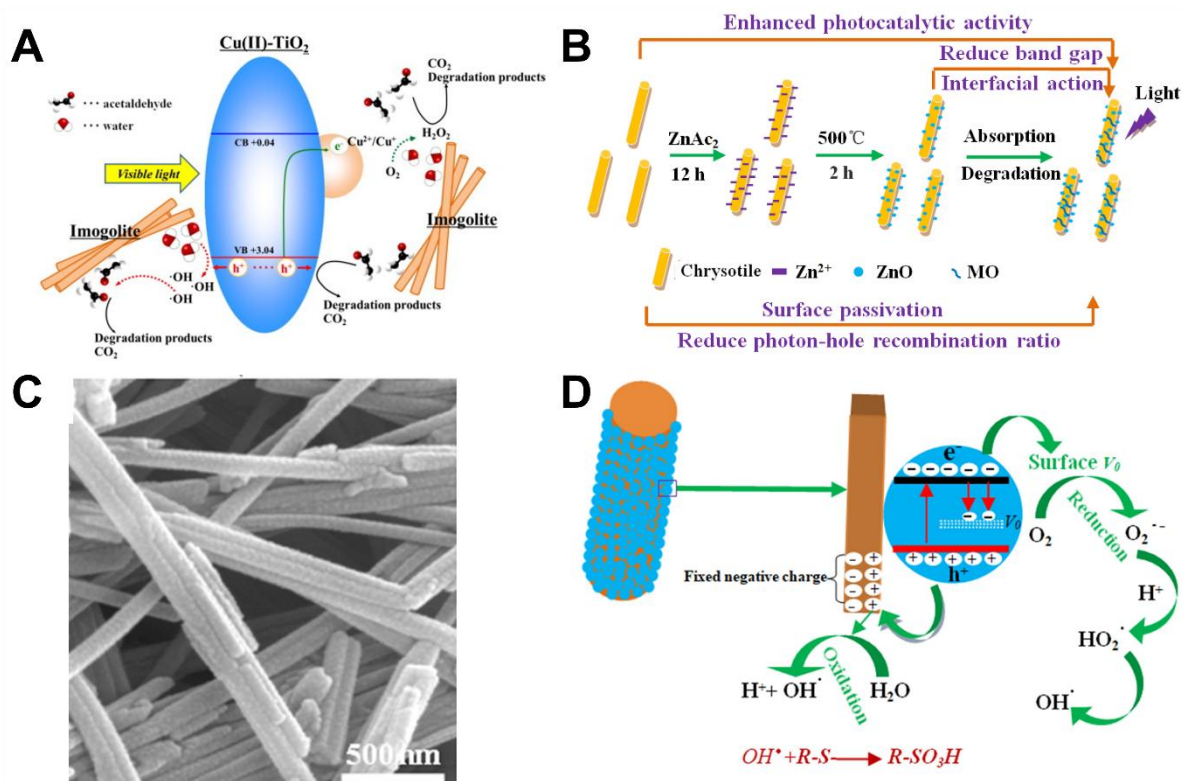 A
Cu(II)-TiO₂
CO₂
Degradation products
··· acetaldehyde
··· water
CB +0.04
e⁻
Cu²⁺/Cu⁺
H₂O₂
O₂
Visible light
Imogolite
Imogolite
VB +3.04
h⁺ ···· h⁺
·OH
·OH
·OH
Degradation products
CO₂
Degradation products
CO₂
B
Enhanced photocatalytic activity
Reduce band gap
Interfacial action
Light
ZnAc₂
12 h
500℃
2 h
Absorption
Degradation
Chrysotile
Zn²⁺
ZnO
MO
Surface passivation
Reduce photon-hole recombination ratio
C
500nm
D
e⁻
Surface V₀
V₀
Reduction
O₂
O₂·⁻
h⁺
Fixed negative charge
H⁺
HO₂·
OH·
Oxidation
H⁺+ OH·
H₂O
OH•+R-S→R-SO₃H